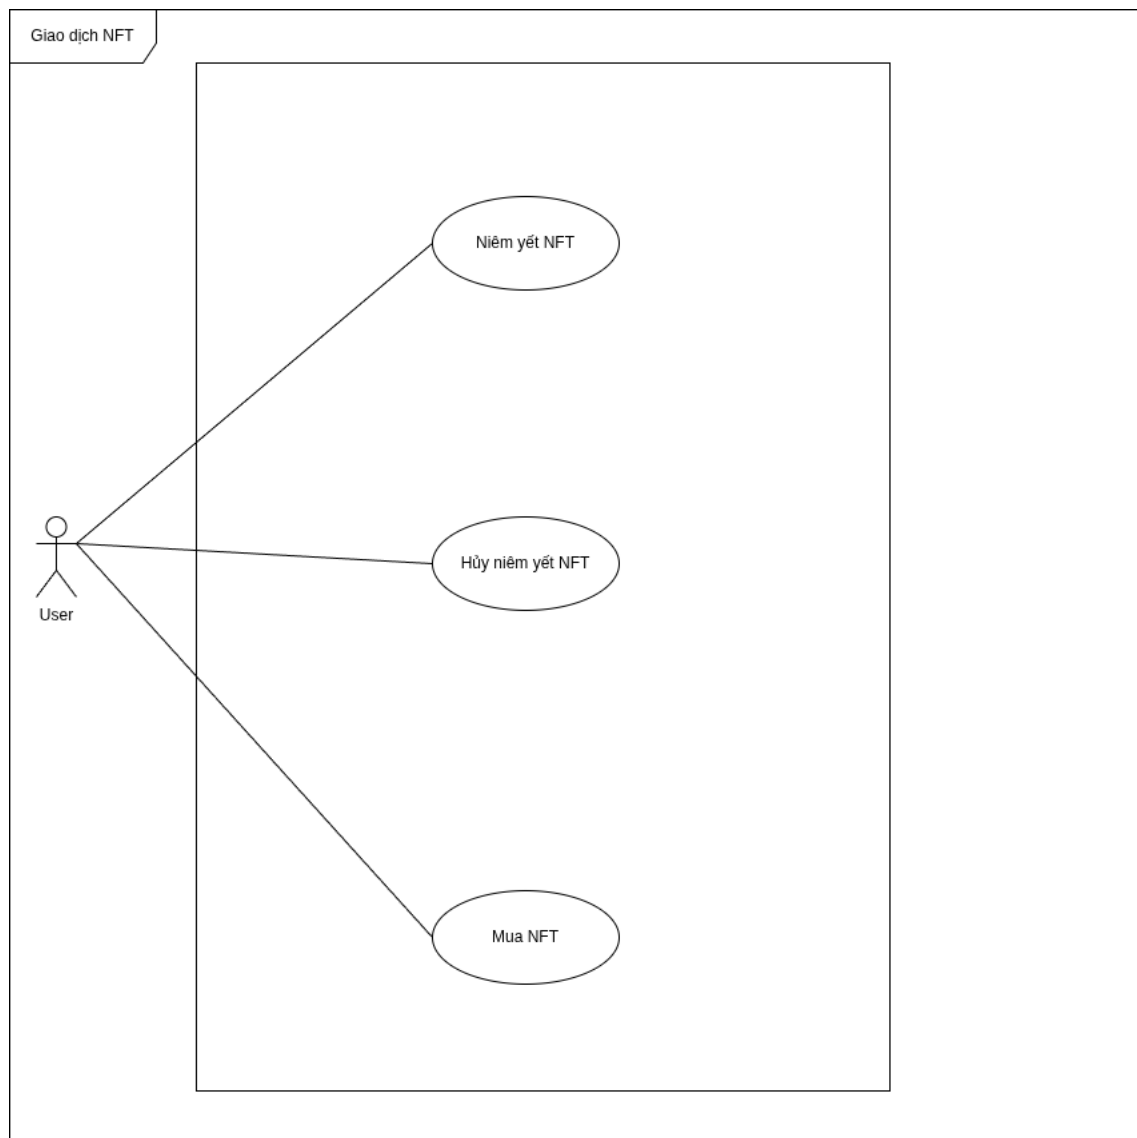 Giao dịch NFT
Niêm yết NFT
Hủy niêm yết NFT
User
Mua NFT